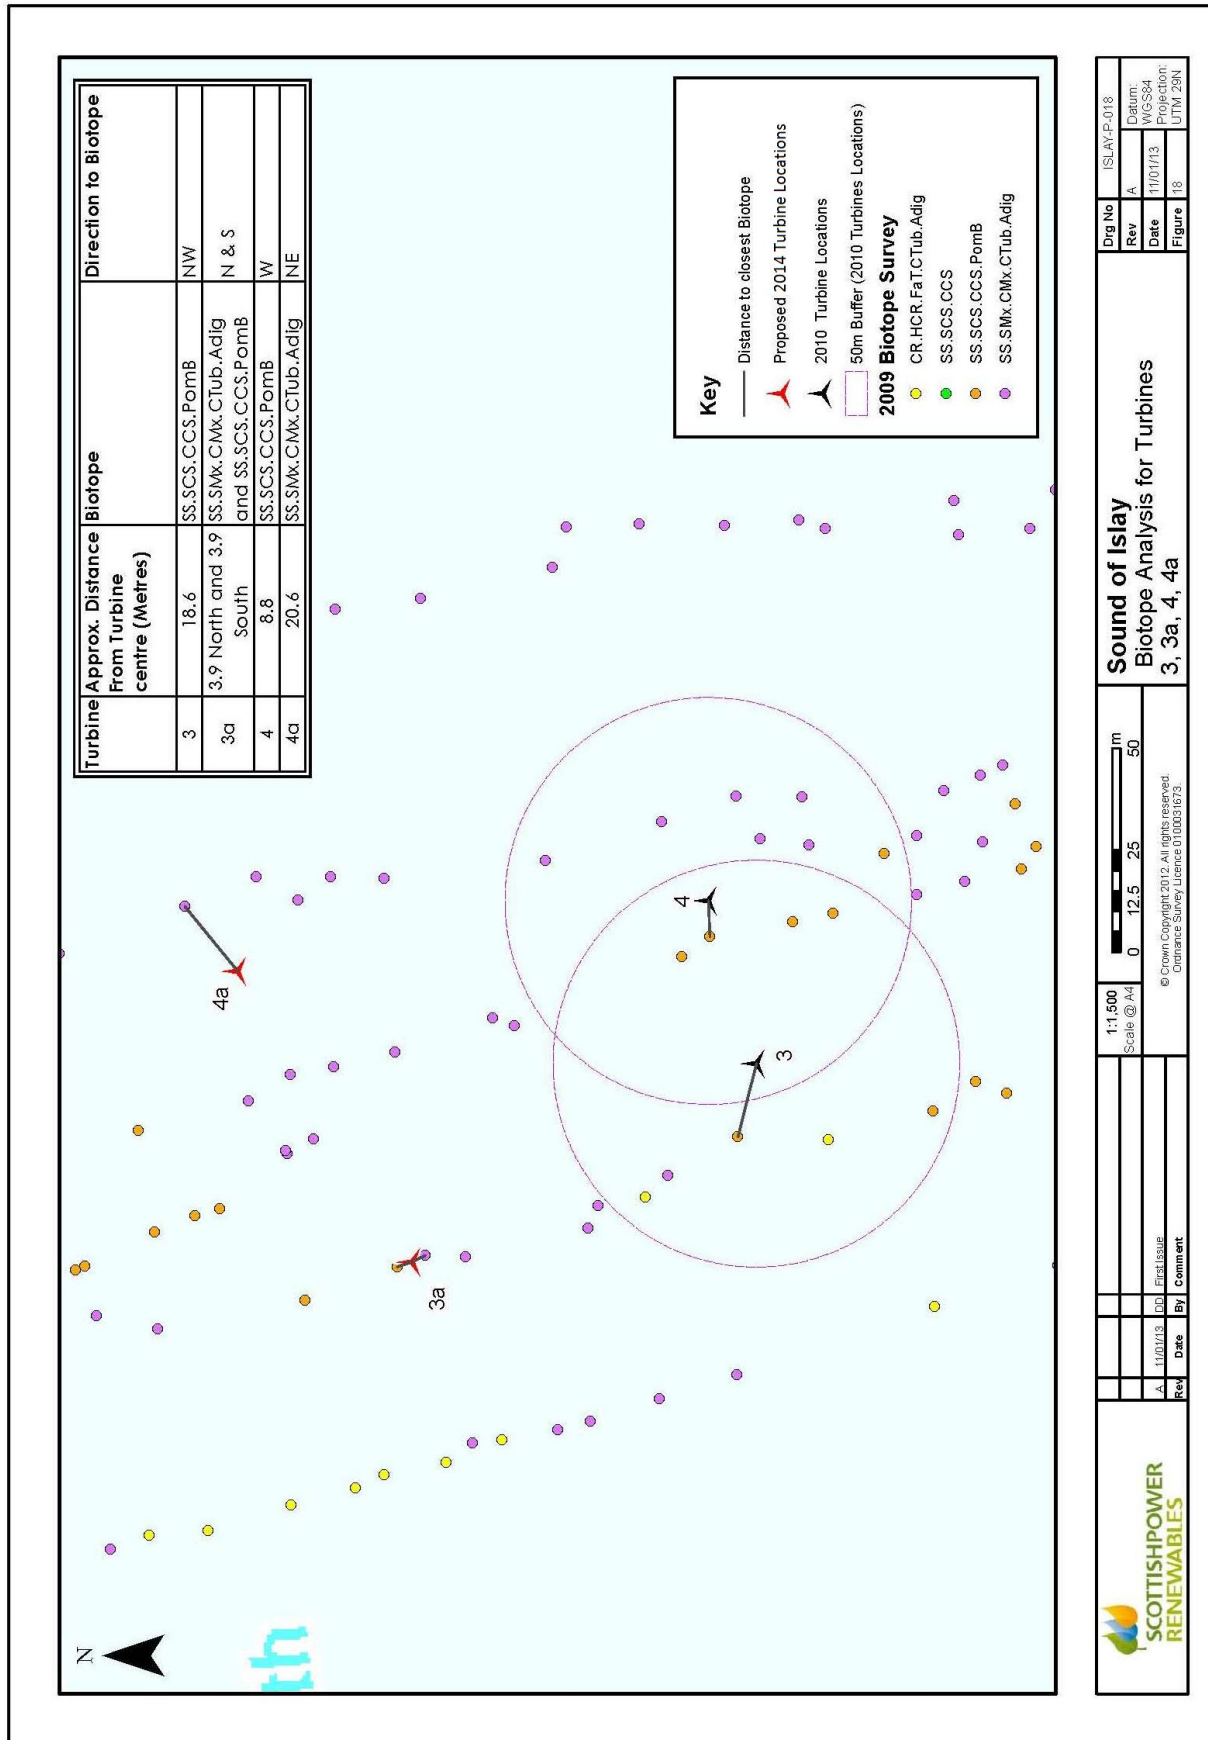 Turbine Approx. Distance From Turbine centre (Metres) Biotope Direction to Biotope
3 18.6 SS.SCS.CCS.PomB NW
3a 3.9 North and 3.9 South SS.SMx.CMx.CTub.Adig and SS.SCS.CCS.PomB N & S
4 8.8 SS.SCS.CCS.PomB W
4a 20.6 SS.SMx.CMx.CTub.Adig NE
N
th
4a
3a
4
3
Key
Distance to closest Biotope
Proposed 2014 Turbine Locations
2010 Turbine Locations
50m Buffer (2010 Turbines Locations)
2009 Biotope Survey
CR.HCR.FaT.CTub.Adig
SS.SCS.CCS
SS.SCS.CCS.PomB
SS.SMx.CMx.CTub.Adig
SCOTTISHPOWER
RENEWABLES
A 11/01/13 DD First Issue
Rev Date By Comment
1:1,500
Scale @ A4
0 12.5 25 50
m
© Crown Copyright 2012. All rights reserved.
Ordnance Survey Licence 0100031673.
Sound of Islay
Biotope Analysis for Turbines
3, 3a, 4, 4a
Drg No ISLAY-P-018
Rev A
Date 11/01/13
Figure 18
Datum:
WGS84
Projection:
UTM 29N